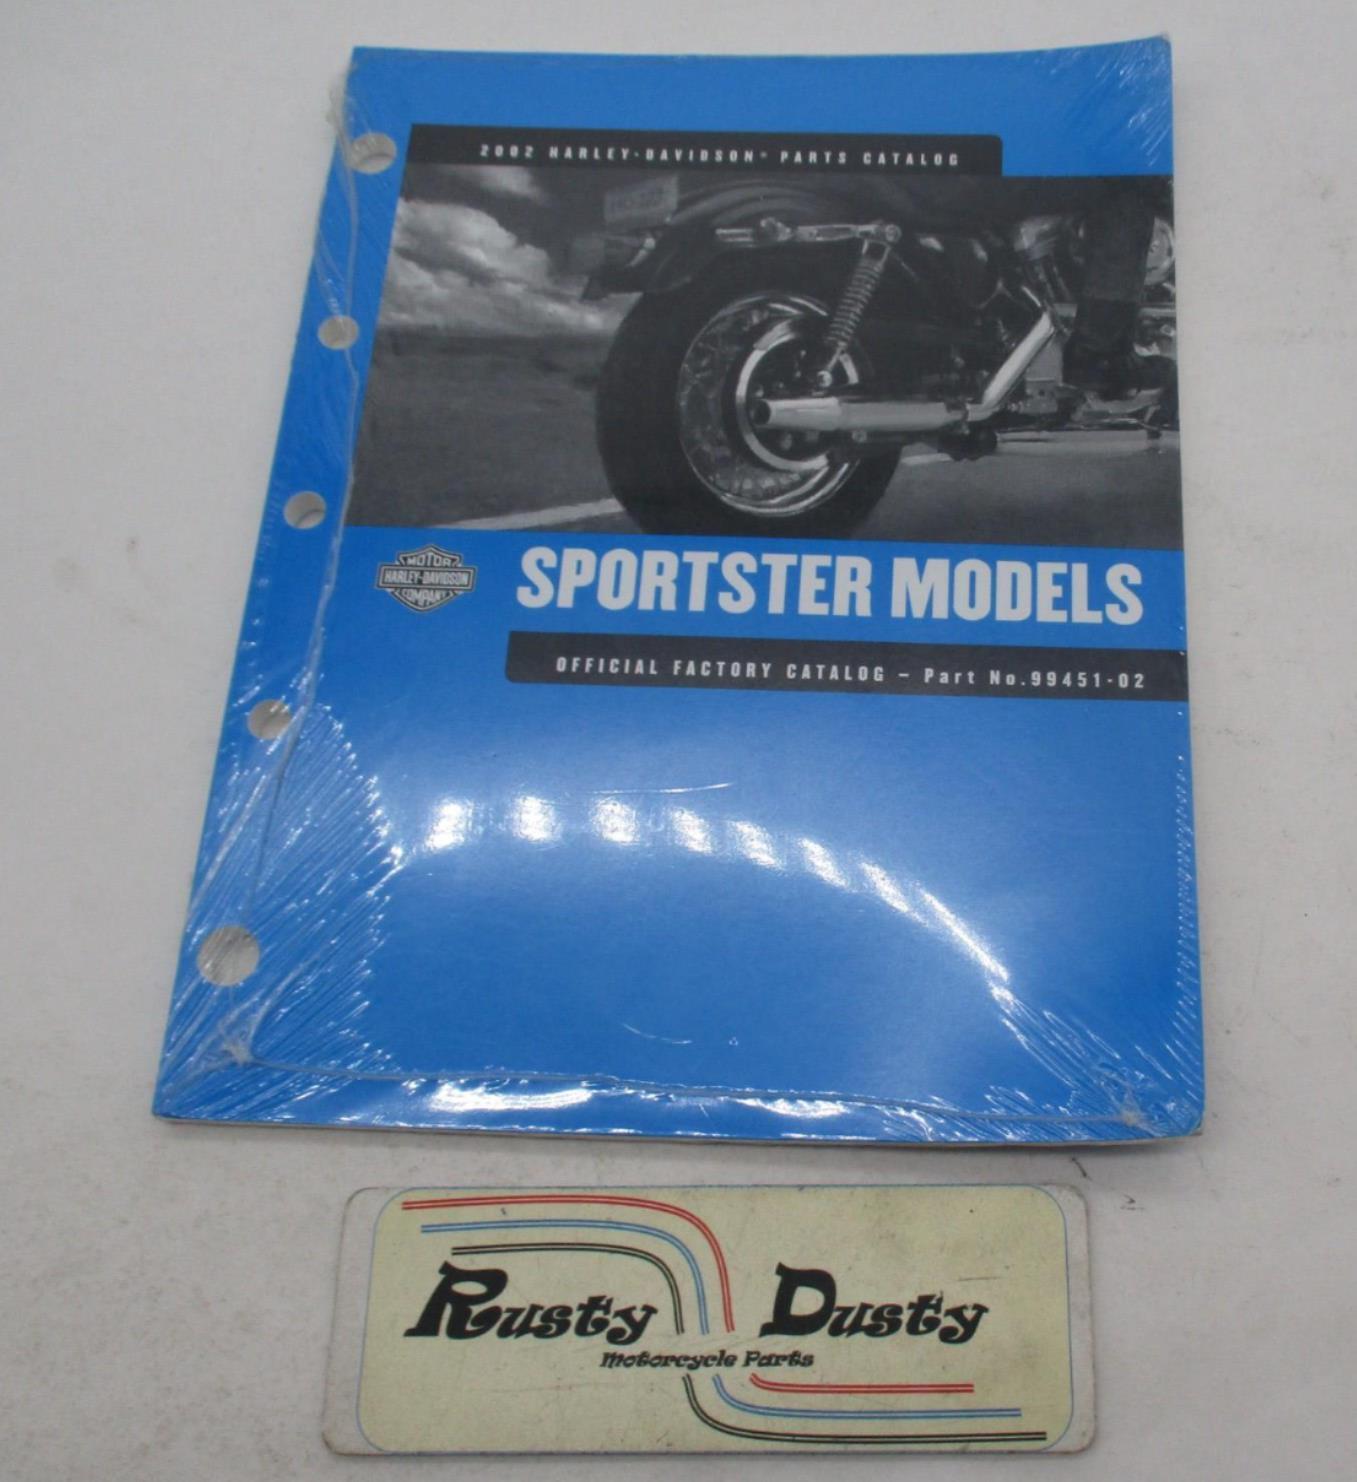 2002 HARLEY-DAVIDSON® PARTS CATALOG
MOTOR
HARLEY-DAVIDSON
COMPANY
SPORTSTER MODELS
OFFICIAL FACTORY CATALOG – Part No.99451-02
Rusty Dusty
Motorcycle Parts